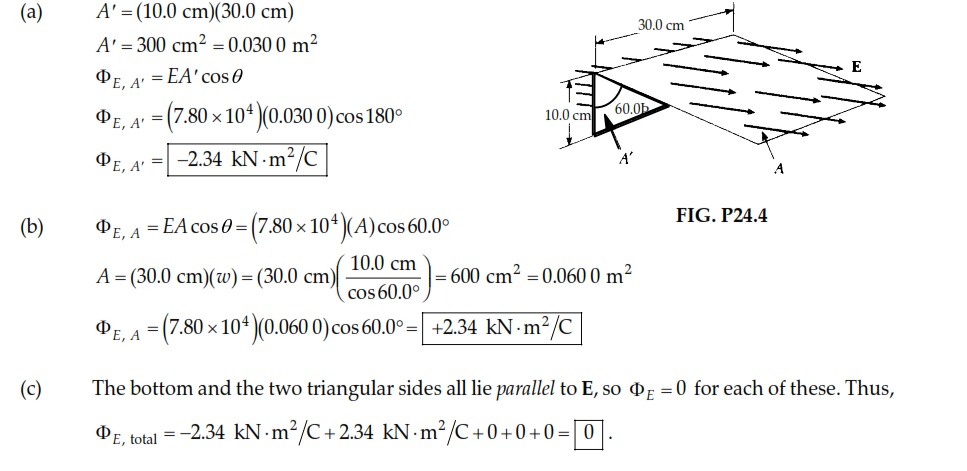 (a) A′ = (10.0 cm)(30.0 cm)
A′ = 300 cm² = 0.030 0 m²
Φ_{E, A′} = EA′ cos θ
Φ_{E, A′} = (7.80 × 10⁴)(0.030 0) cos 180°
Φ_{E, A′} = −2.34 kN · m²/C
30.0 cm
E
10.0 cm
60.0þ
A′
A
FIG. P24.4
(b) Φ_{E, A} = EA cos θ = (7.80 × 10⁴)(A) cos 60.0°
A = (30.0 cm)(w) = (30.0 cm)(10.0 cm / cos 60.0°) = 600 cm² = 0.060 0 m²
Φ_{E, A} = (7.80 × 10⁴)(0.060 0) cos 60.0° = +2.34 kN · m²/C
(c) The bottom and the two triangular sides all lie parallel to E, so Φ_E = 0 for each of these. Thus,
Φ_{E, total} = −2.34 kN · m²/C + 2.34 kN · m²/C + 0 + 0 + 0 = 0 .